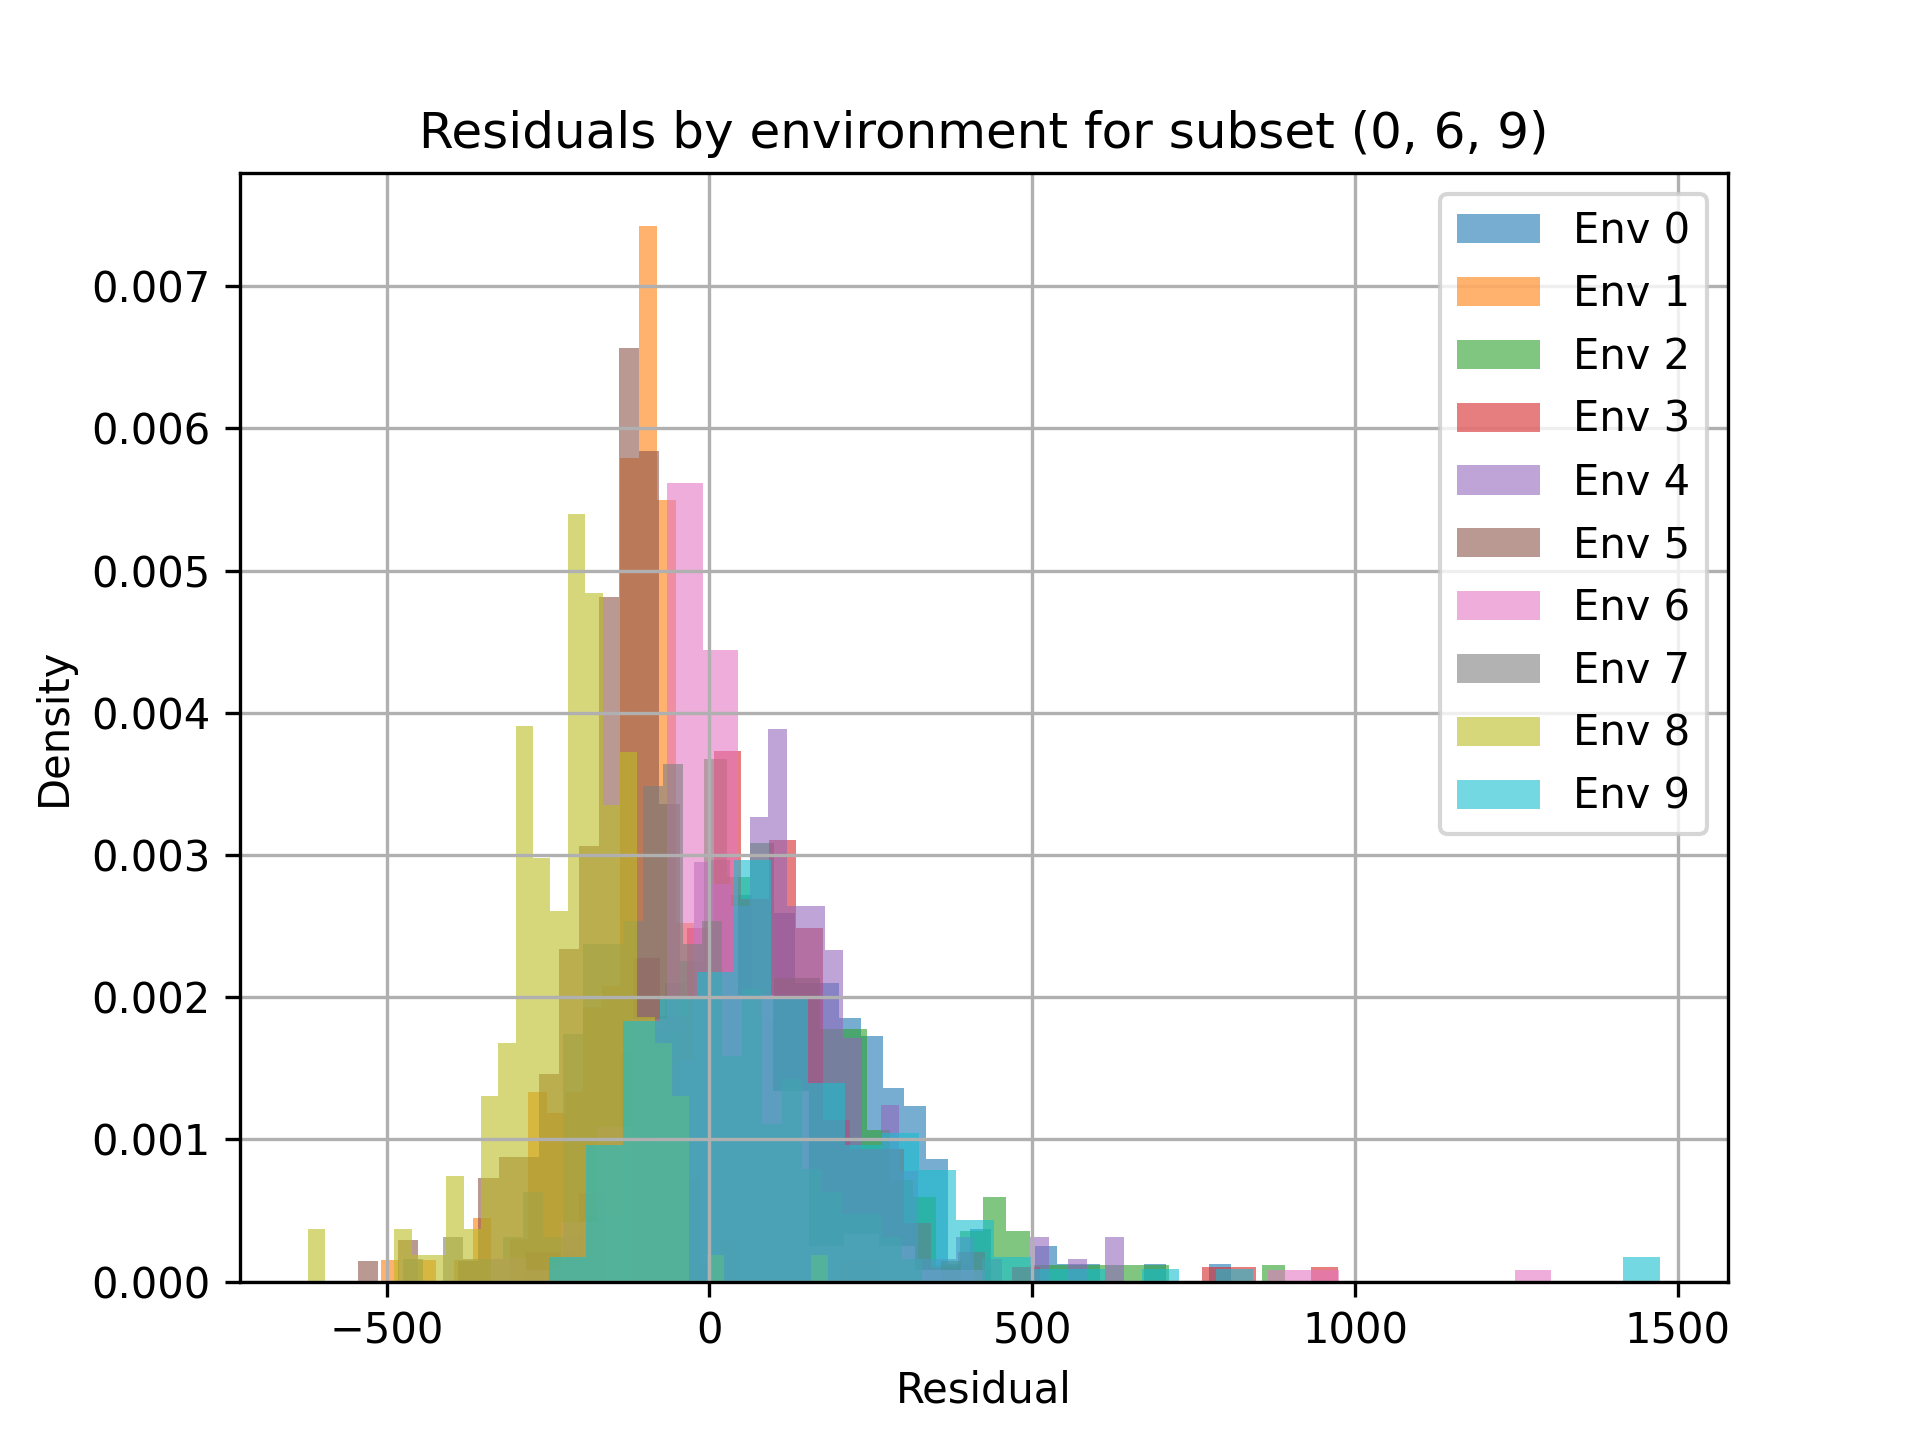 Residuals by environment for subset (0, 6, 9)
Env 0
Env 1
Env 2
Env 3
Env 4
Env 5
Env 6
Env 7
Env 8
Env 9
Density
0.007
0.006
0.005
0.004
0.003
0.002
0.001
0.000
−500 0 500 1000 1500
Residual